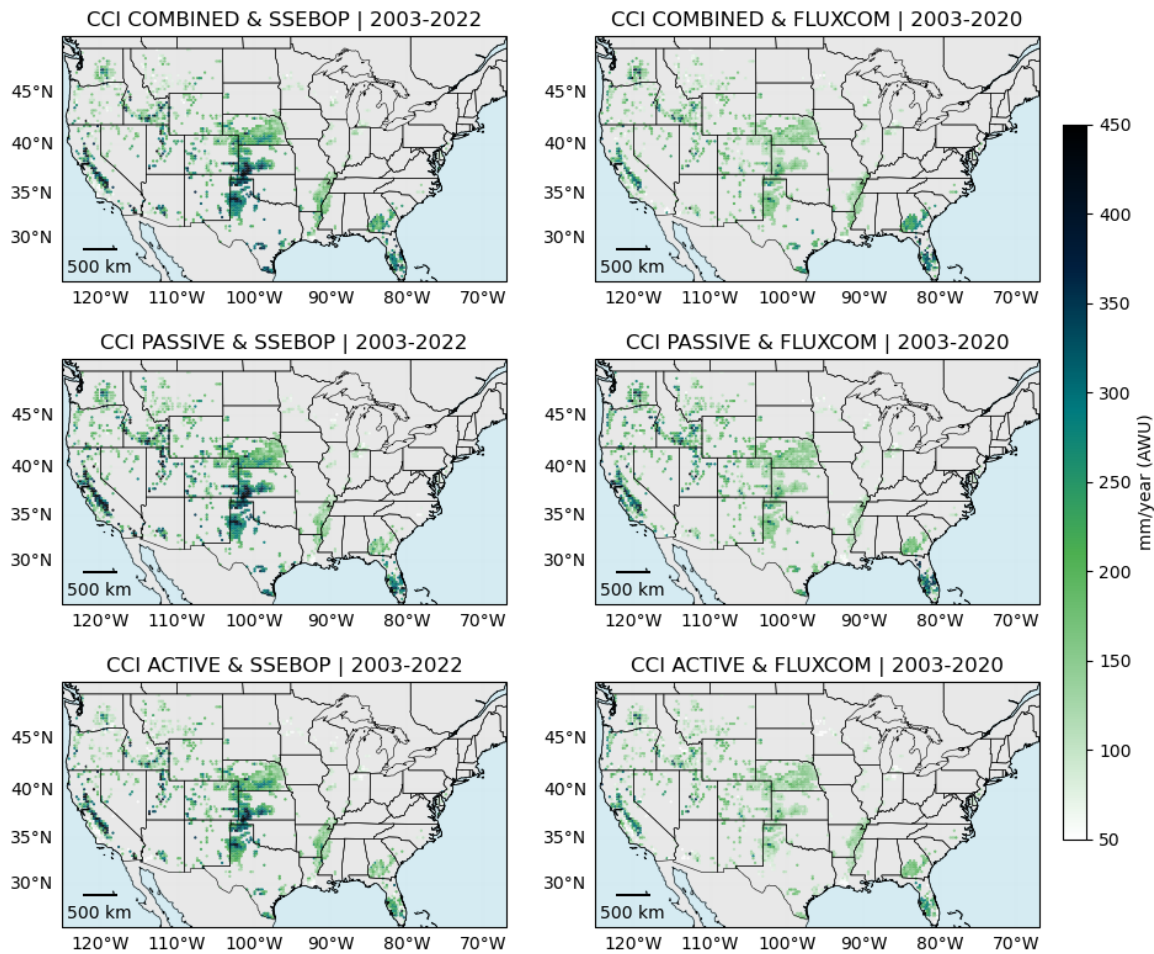 CCI COMBINED & SSEBOP | 2003-2022
CCI COMBINED & FLUXCOM | 2003-2020
45°N
40°N
35°N
30°N
500 km
120°W 110°W 100°W 90°W 80°W 70°W
45°N
40°N
35°N
30°N
500 km
120°W 110°W 100°W 90°W 80°W 70°W
CCI PASSIVE & SSEBOP | 2003-2022
CCI PASSIVE & FLUXCOM | 2003-2020
45°N
40°N
35°N
30°N
500 km
120°W 110°W 100°W 90°W 80°W 70°W
45°N
40°N
35°N
30°N
500 km
120°W 110°W 100°W 90°W 80°W 70°W
CCI ACTIVE & SSEBOP | 2003-2022
CCI ACTIVE & FLUXCOM | 2003-2020
45°N
40°N
35°N
30°N
500 km
120°W 110°W 100°W 90°W 80°W 70°W
45°N
40°N
35°N
30°N
500 km
120°W 110°W 100°W 90°W 80°W 70°W
450
400
350
300
250
200
150
100
50
mm/year (AWU)